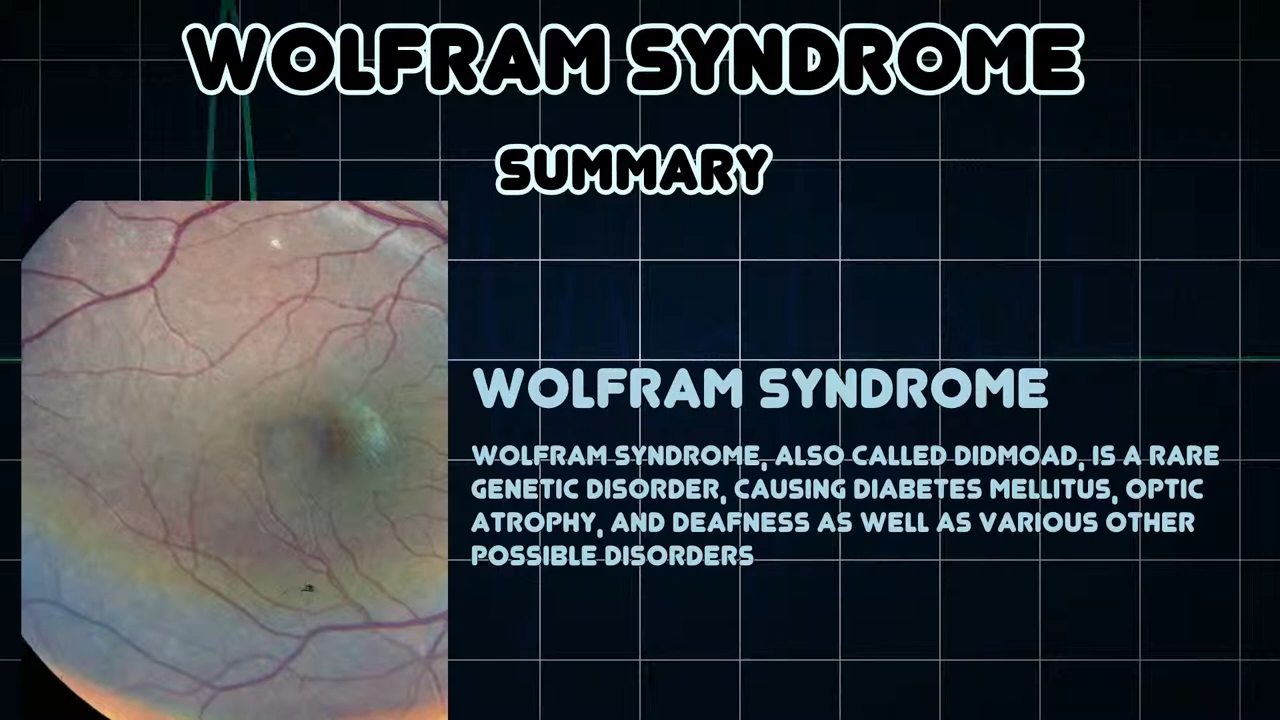 WOLFRAM SYNDROME
SUMMARY
WOLFRAM SYNDROME
WOLFRAM SYNDROME, ALSO CALLED DIDMOAD, IS A RARE
GENETIC DISORDER, CAUSING DIABETES MELLITUS, OPTIC
ATROPHY, AND DEAFNESS AS WELL AS VARIOUS OTHER
POSSIBLE DISORDERS